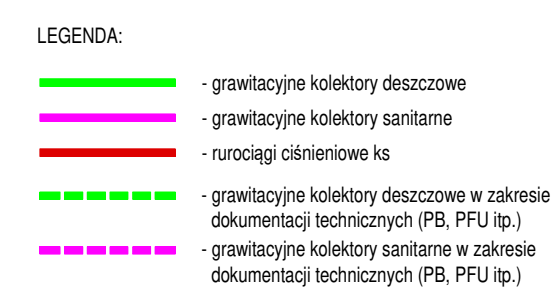 LEGENDA:
- grawitacyjne kolektory deszczowe
- grawitacyjne kolektory sanitarne
- rurociągi ciśnieniowe ks
- grawitacyjne kolektory deszczowe w zakresie
dokumentacji technicznych (PB, PFU itp.)
- grawitacyjne kolektory sanitarne w zakresie
dokumentacji technicznych (PB, PFU itp.)